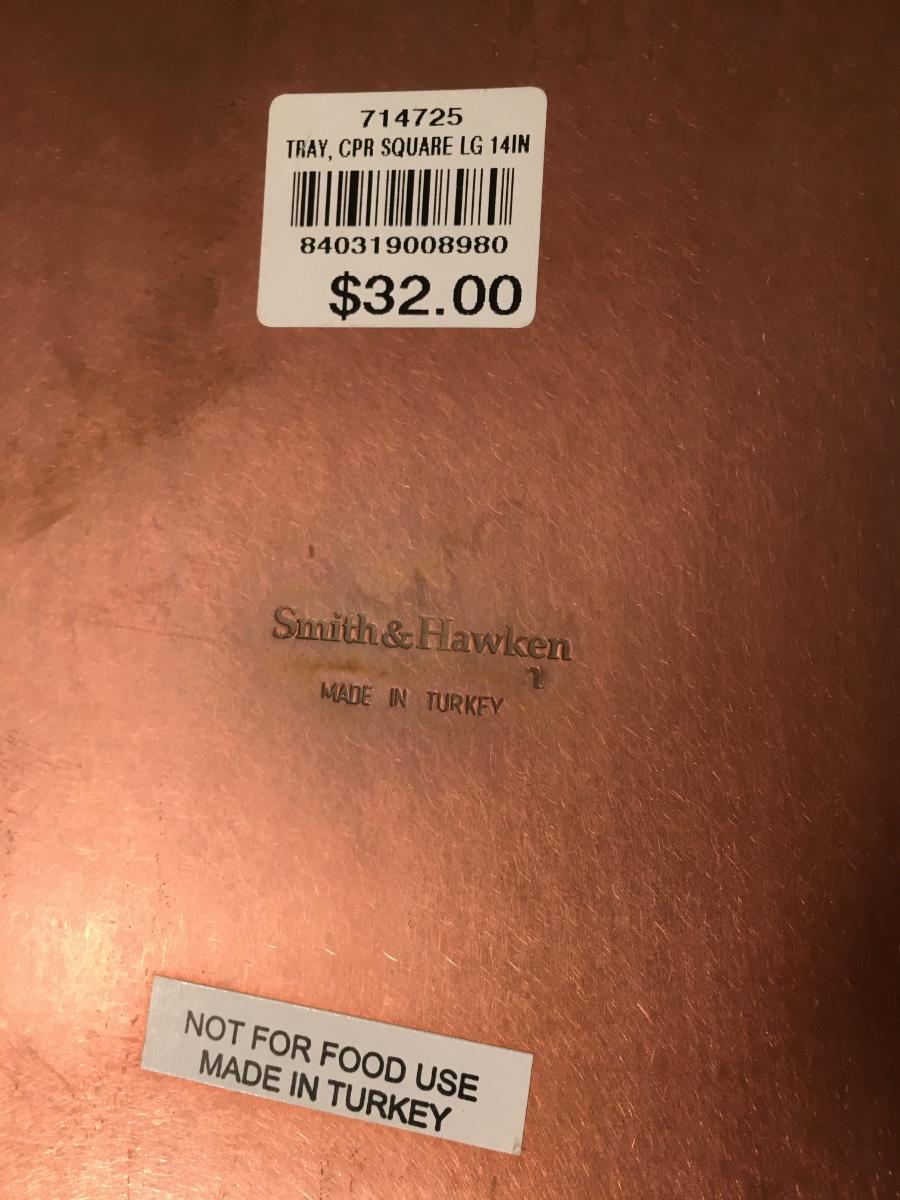 714725
TRAY, CPR SQUARE LG 14IN
840319008980
$32.00
Smith & Hawken
MADE IN TURKEY
NOT FOR FOOD USE
MADE IN TURKEY